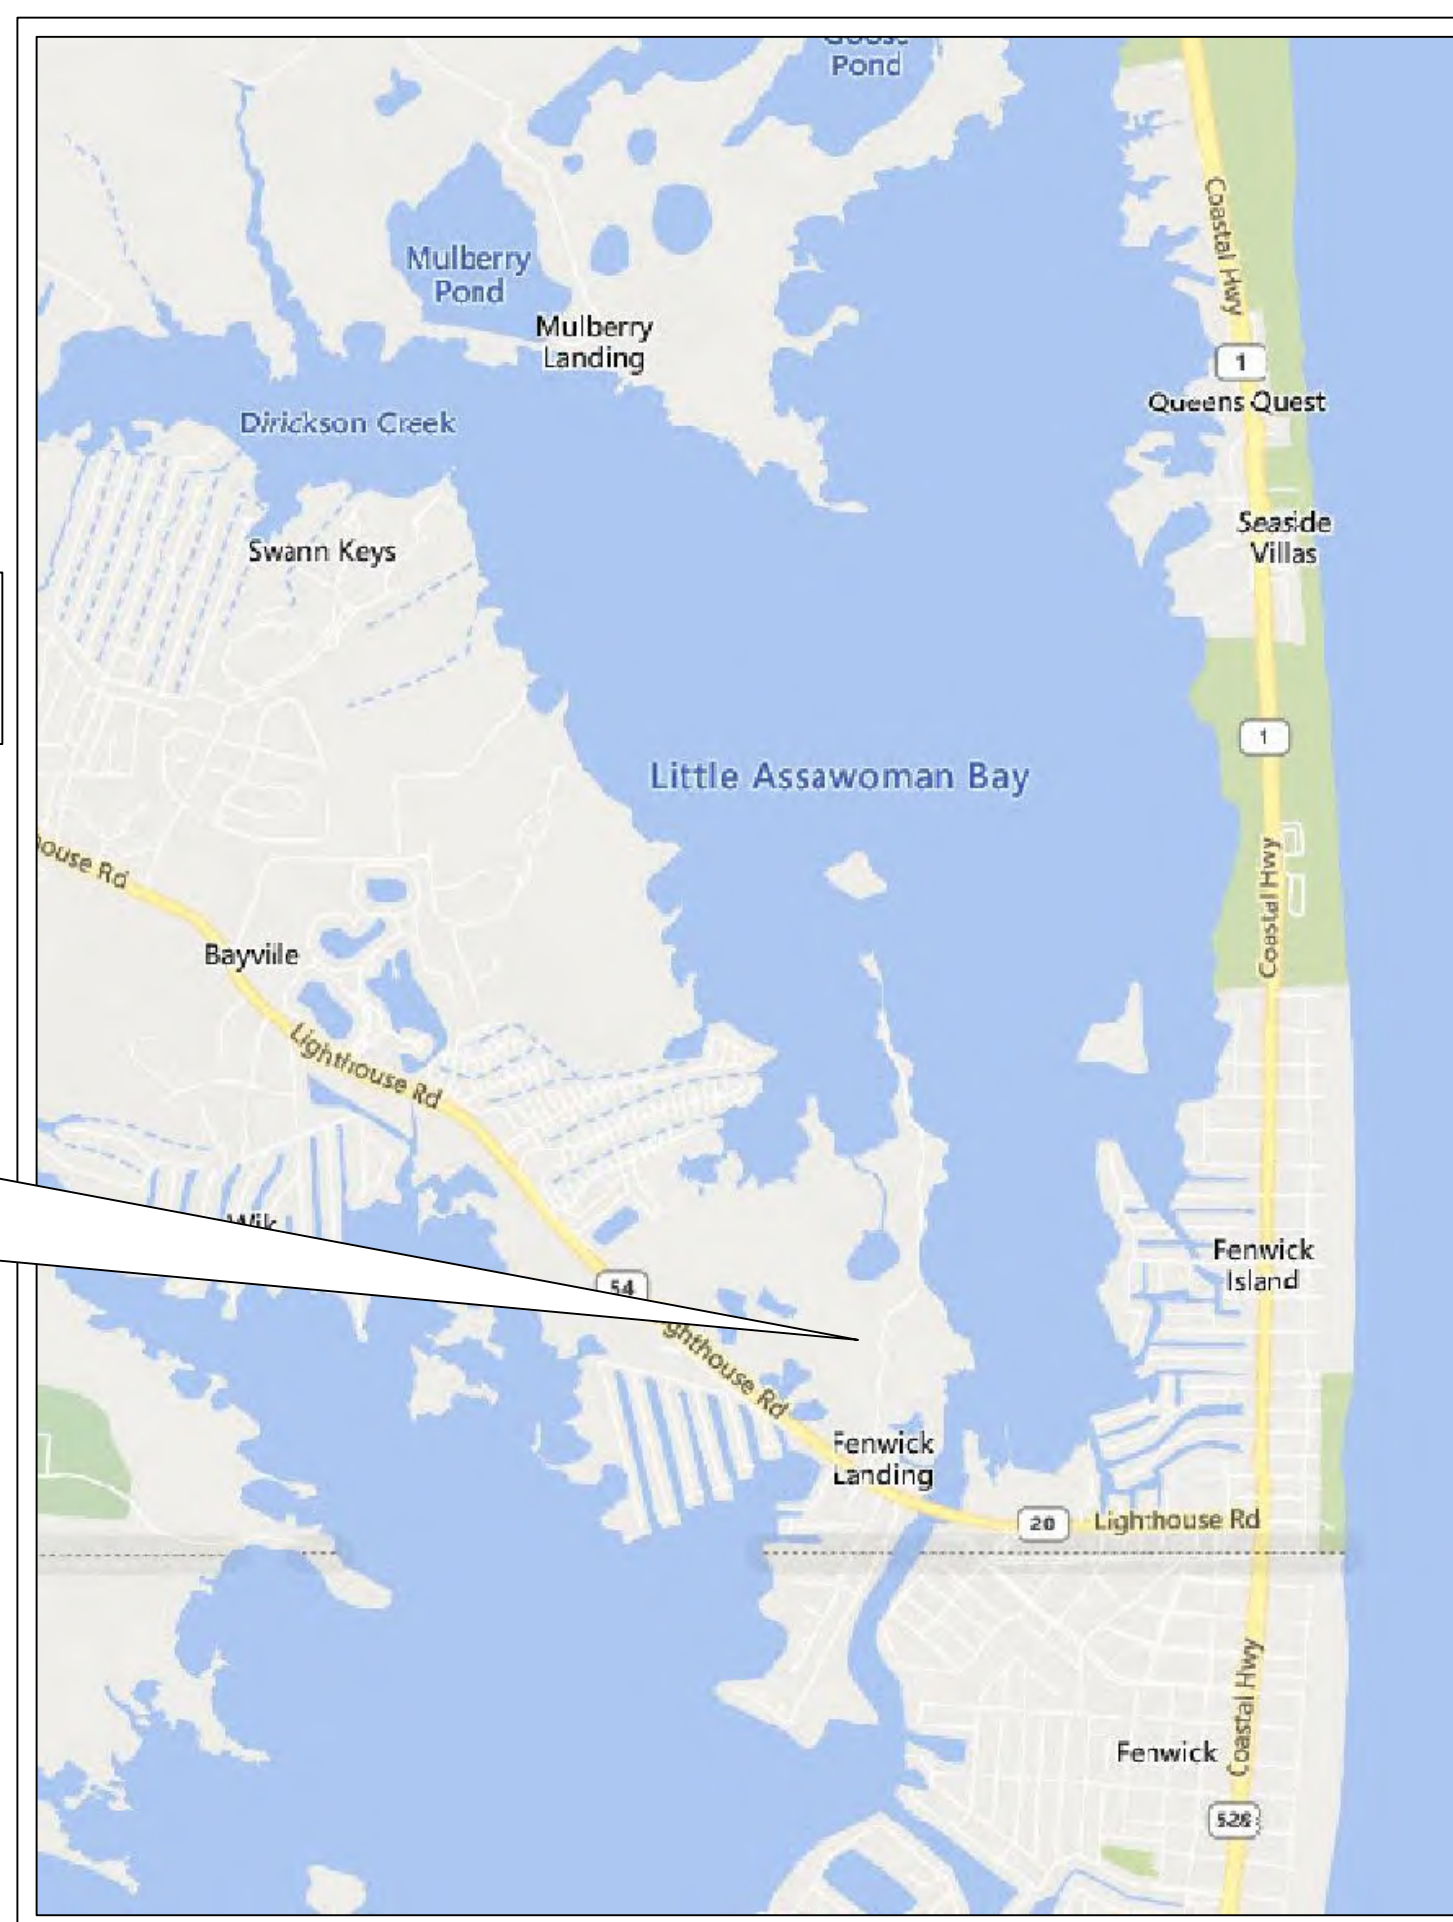 Pond
Coastal Hwy
Mulberry
Pond
Mulberry
Landing
1
Queens Quest
Dirickson Creek
Seaside
Villas
Swann Keys
1
Little Assawoman Bay
ouse Rd
Coastal Hwy
Bayville
Lighthouse Rd
Wik
Fenwick
Island
54
ghthouse Rd
Fenwick
Landing
20
Lighthouse Rd
Coastal Hwy
Fenwick
528